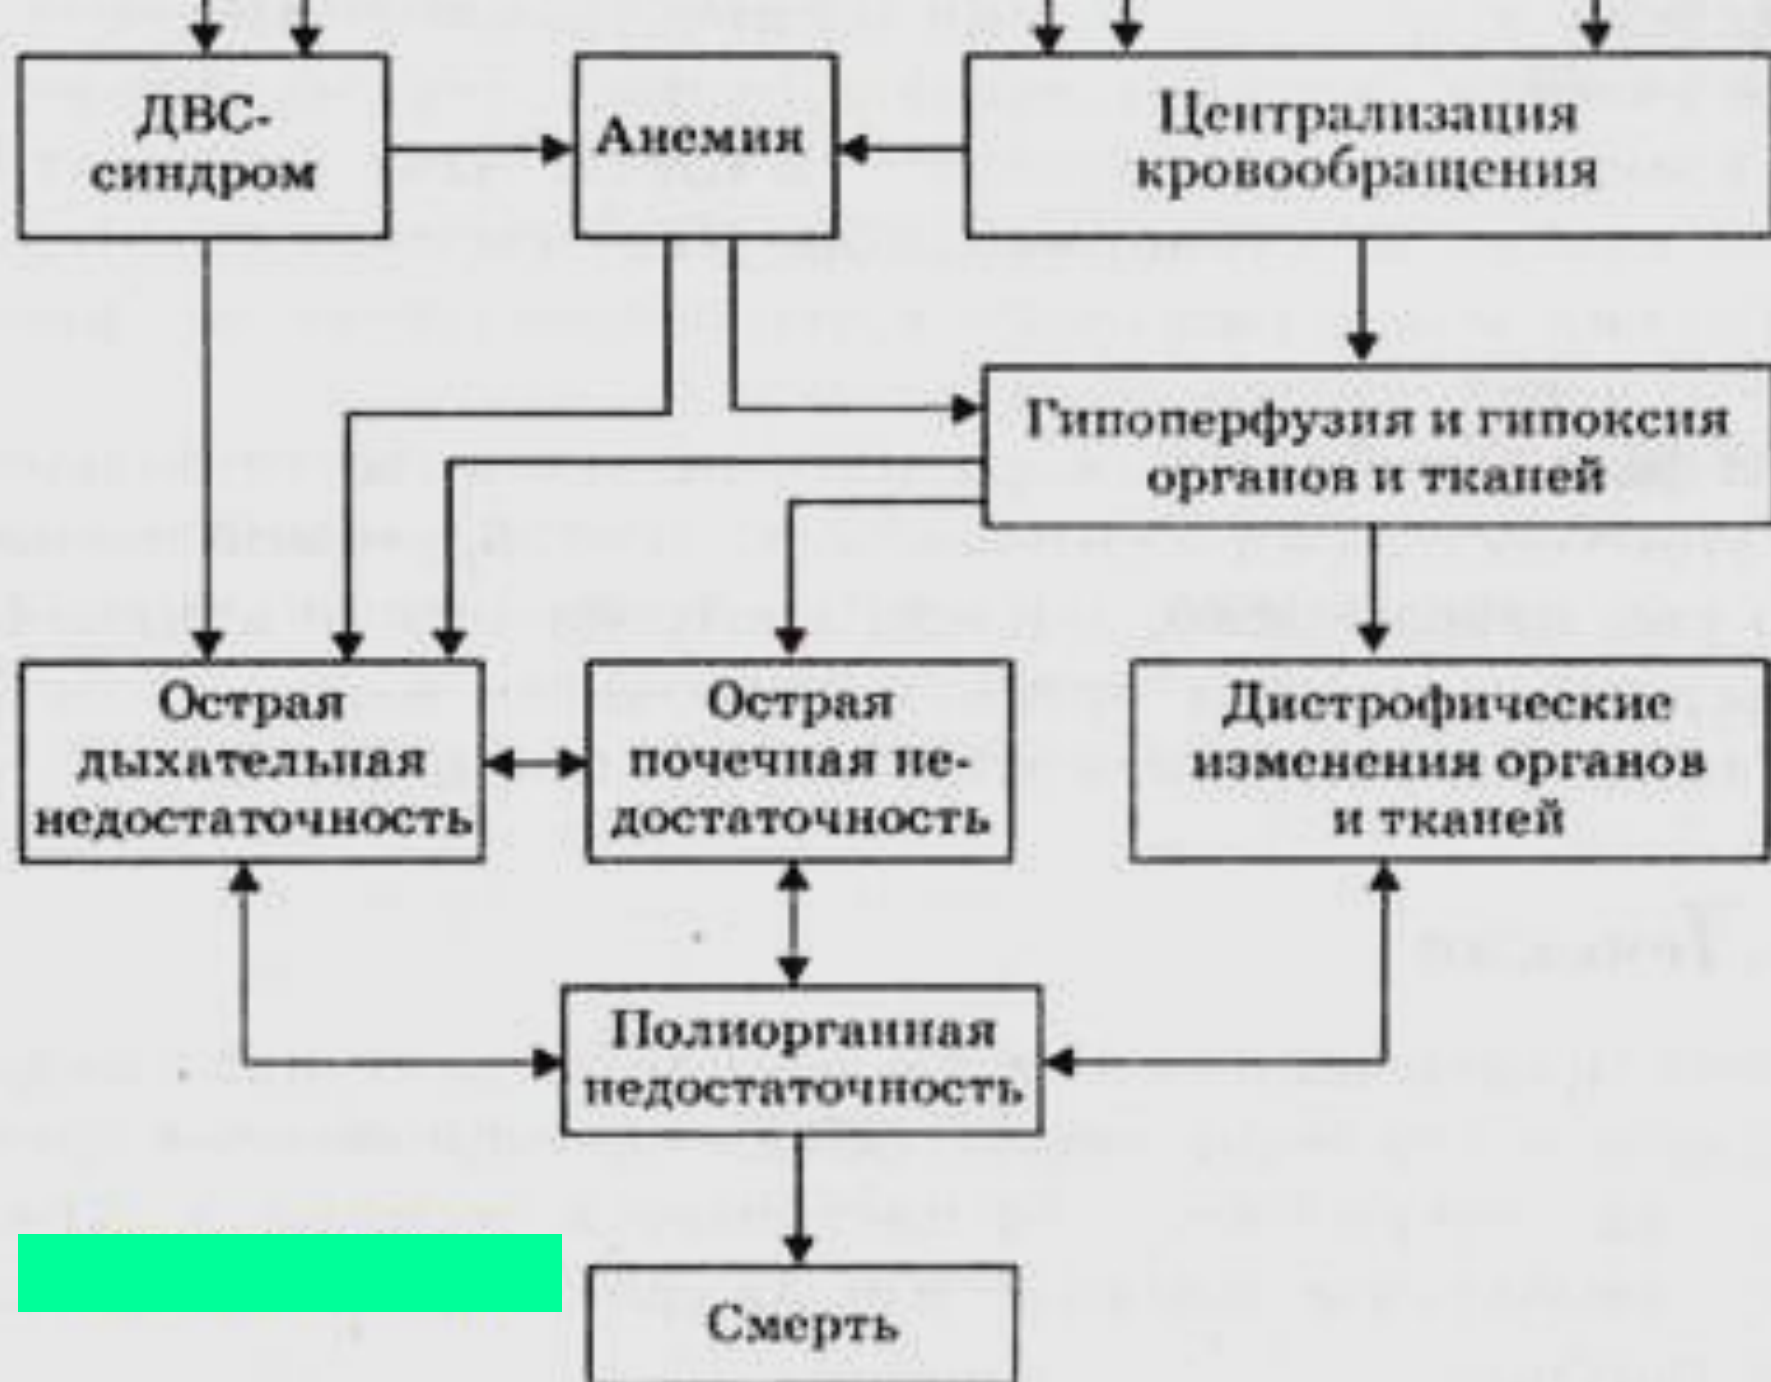 ДВС-
синдром
Анемия
Централизация
кровообращения
Гипоперфузия и гипоксия
органов и тканей
Острая
дыхательная
недостаточность
Острая
почечная не-
достаточность
Дистрофические
изменения органов
и тканей
Полиорганная
недостаточность
Смерть